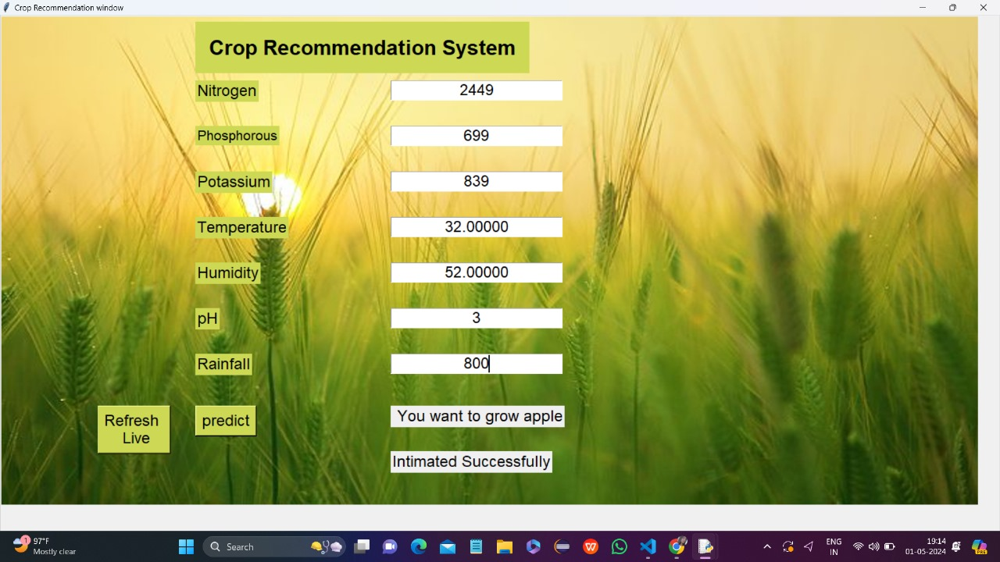 Crop Recommendation window
Crop Recommendation System
Nitrogen 2449
Phosphorous 699
Potassium 839
Temperature 32.00000
Humidity 52.00000
pH 3
Rainfall 800
Refresh
Live
predict
You want to grow apple
Intimated Successfully
1
97°F
Mostly clear
Search
W
ENG
IN
19:14
01-05-2024
PRE